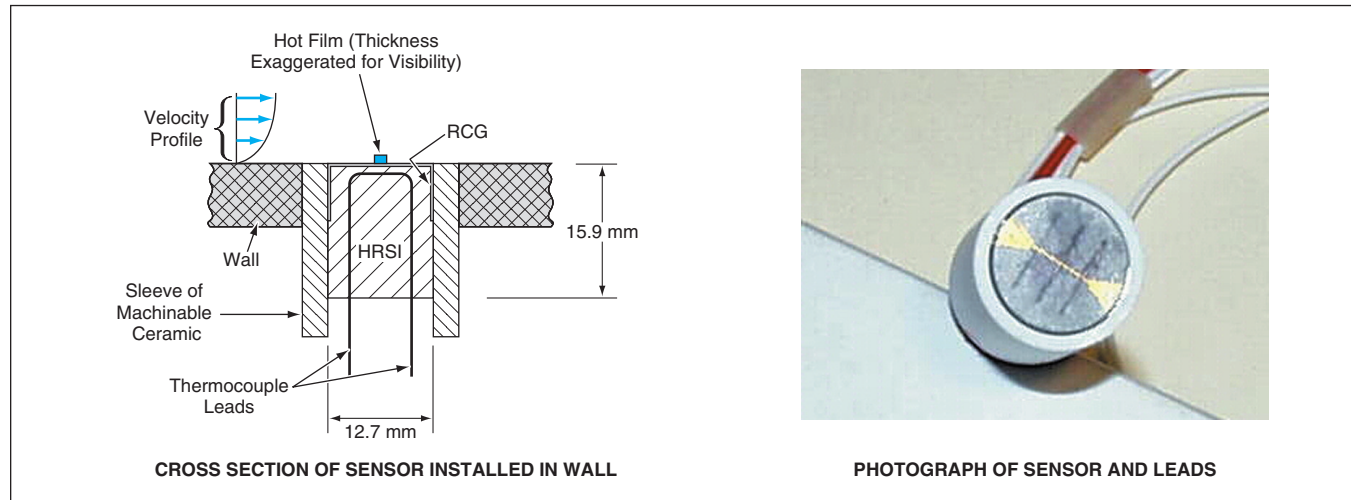 Hot Film (Thickness
Exaggerated for Visibility)
Velocity
Profile
RCG
15.9 mm
HRSI
Wall
Sleeve of
Machinable
Ceramic
Thermocouple
Leads
12.7 mm
CROSS SECTION OF SENSOR INSTALLED IN WALL
PHOTOGRAPH OF SENSOR AND LEADS